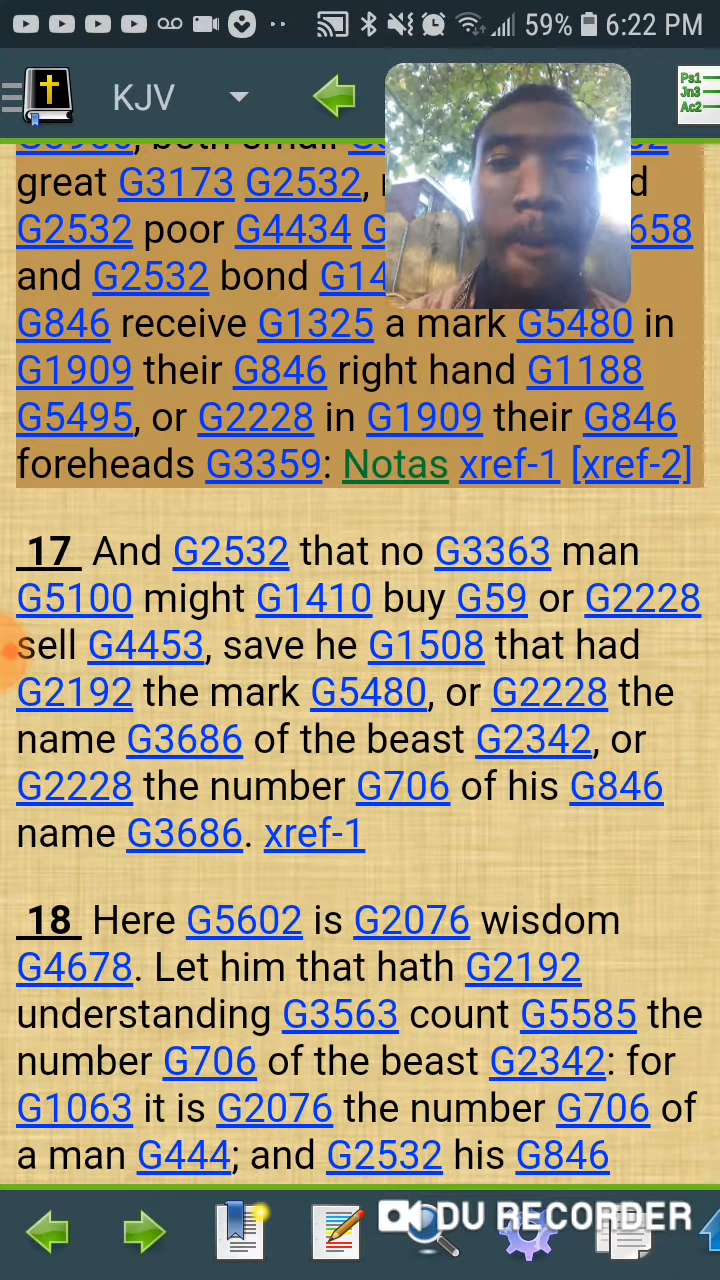 59% 6:22 PM
KJV
Ps1
Jn3
Ac2
great G3173 G2532,
G2532 poor G4434
and G2532 bond
G846 receive G1325 a mark G5480 in
G1909 their G846 right hand G1188
G5495, or G2228 in G1909 their G846
foreheads G3359: Notas xref-1 [xref-2]
17 And G2532 that no G3363 man
G5100 might G1410 buy G59 or G2228
sell G4453, save he G1508 that had
G2192 the mark G5480, or G2228 the
name G3686 of the beast G2342, or
G2228 the number G706 of his G846
name G3686. xref-1
18 Here G5602 is G2076 wisdom
G4678. Let him that hath G2192
understanding G3563 count G5585 the
number G706 of the beast G2342: for
G1063 it is G2076 the number G706 of
a man G444; and G2532 his G846
DU RECORDER